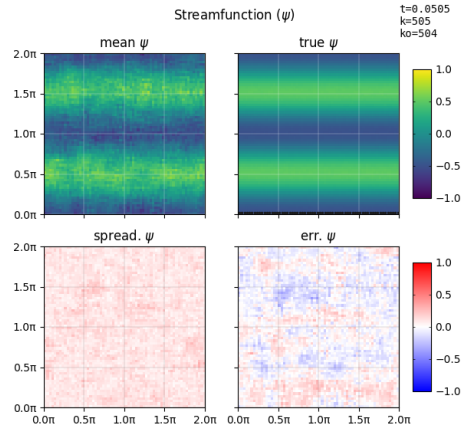 Streamfunction (ψ)
t=0.0505
k=505
ko=504
mean ψ
true ψ
2.0π
1.5π
1.0π
0.5π
0.0π
1.0
0.5
0.0
−0.5
−1.0
spread. ψ
err. ψ
2.0π
1.5π
1.0π
0.5π
0.0π
0.0π 0.5π 1.0π 1.5π 2.0π
0.0π 0.5π 1.0π 1.5π 2.0π
1.0
0.5
0.0
−0.5
−1.0